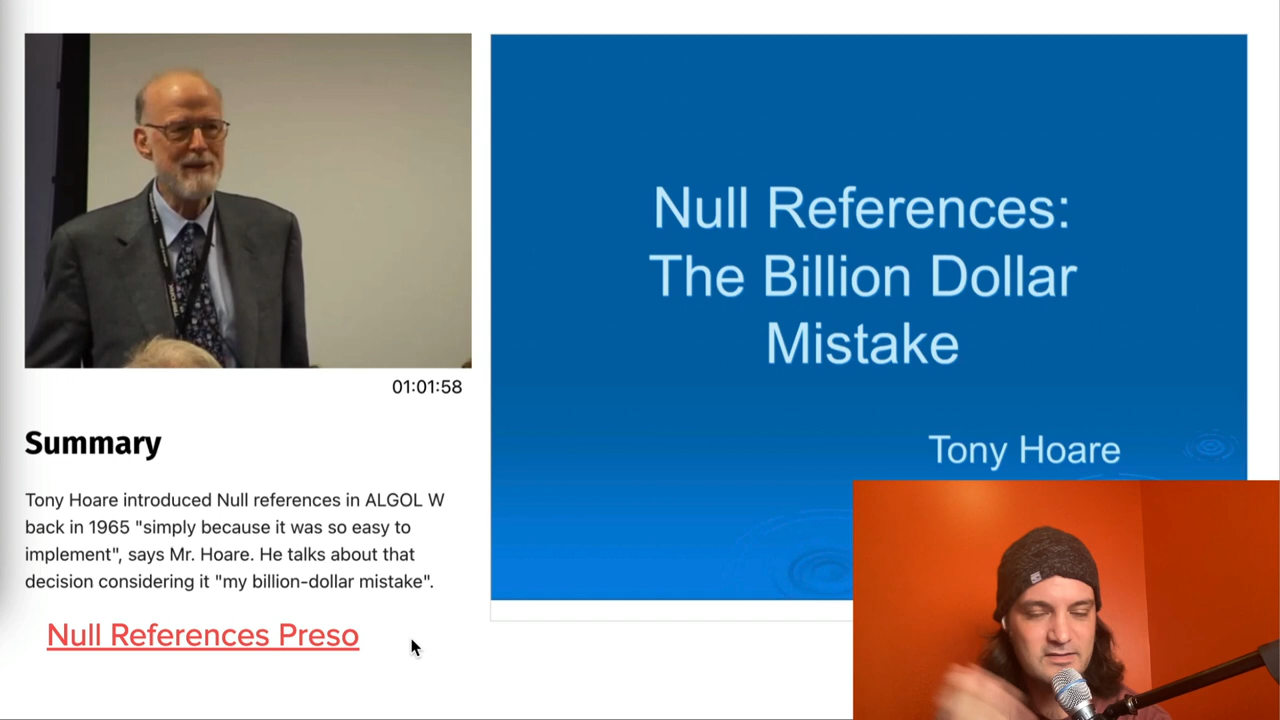 01:01:58
Summary
Tony Hoare introduced Null references in ALGOL W
back in 1965 "simply because it was so easy to
implement", says Mr. Hoare. He talks about that
decision considering it "my billion-dollar mistake".
Null References Preso
Null References:
The Billion Dollar
Mistake
Tony Hoare